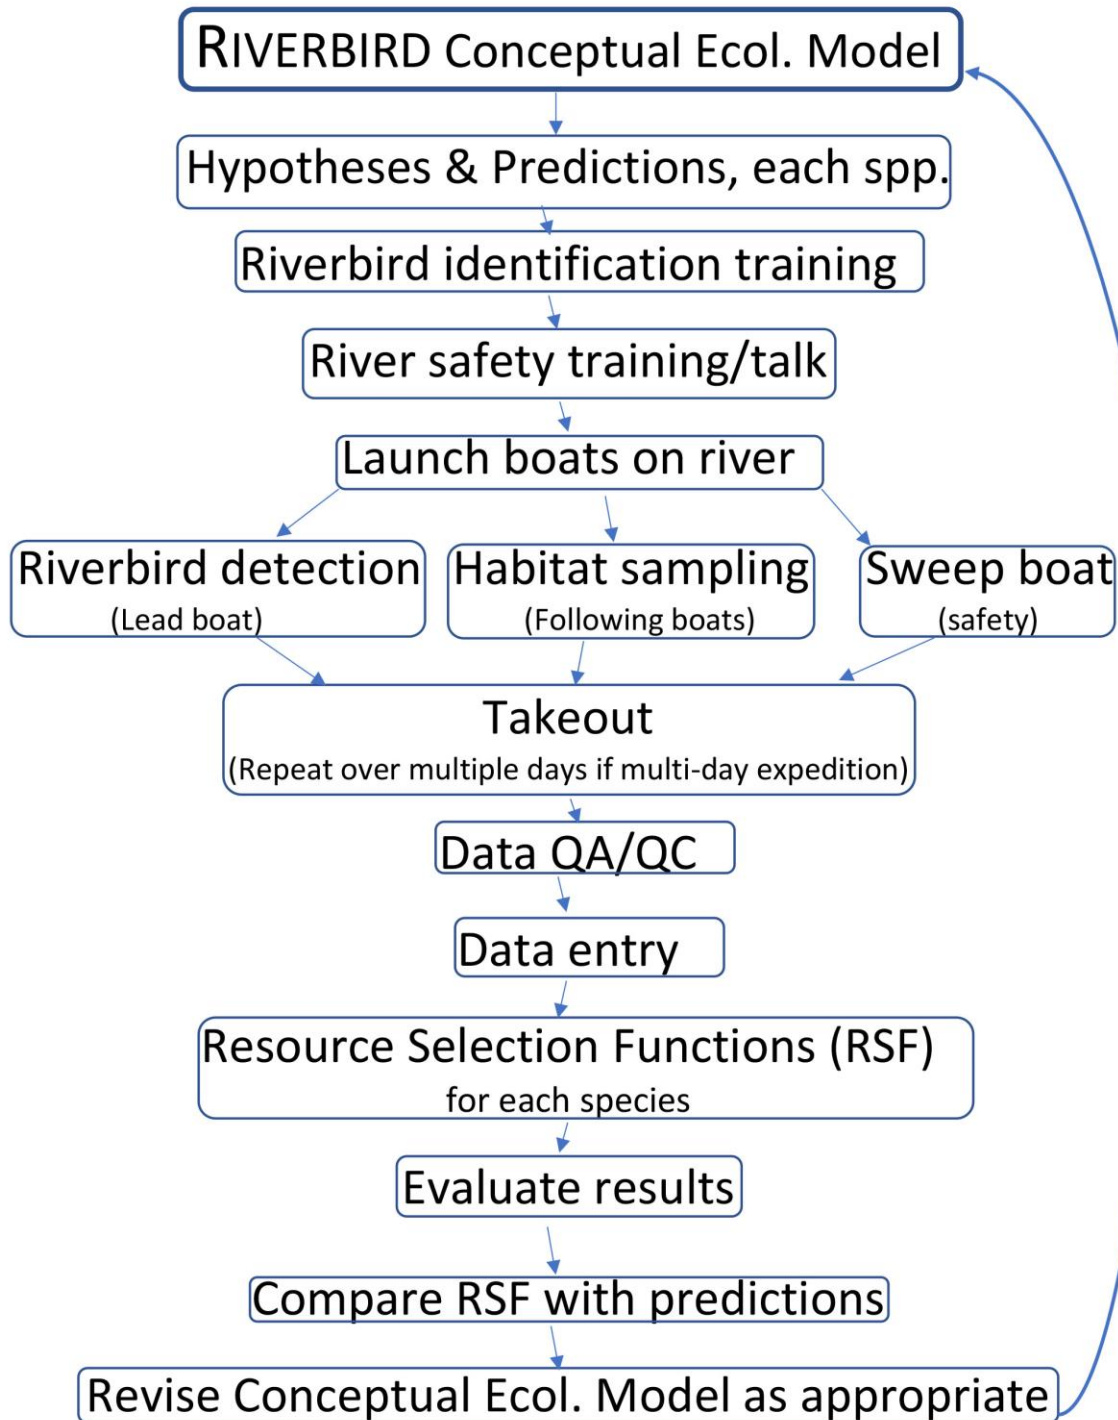 RIVERBIRD Conceptual Ecol. Model
Hypotheses & Predictions, each spp.
Riverbird identification training
River safety training/talk
Launch boats on river
Riverbird detection
(Lead boat)
Habitat sampling
(Following boats)
Sweep boat
(safety)
Takeout
(Repeat over multiple days if multi-day expedition)
Data QA/QC
Data entry
Resource Selection Functions (RSF)
for each species
Evaluate results
Compare RSF with predictions
Revise Conceptual Ecol. Model as appropriate